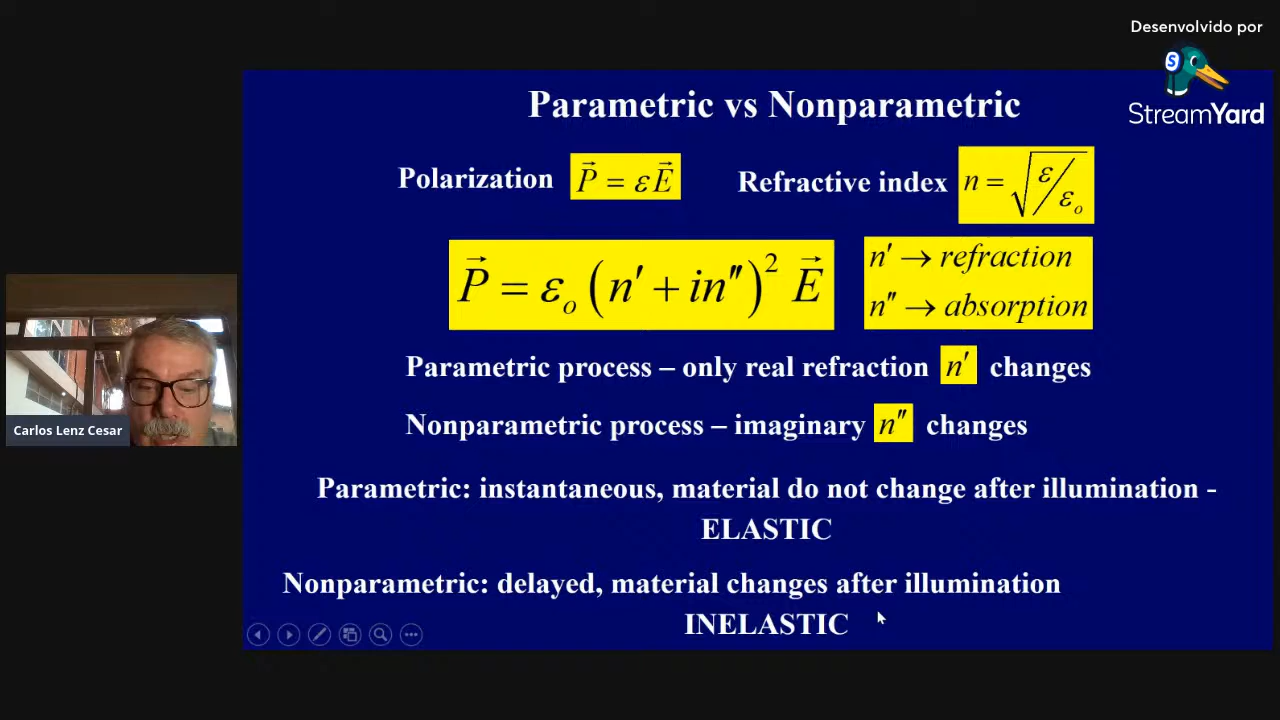 Desenvolvido por
StreamYard
Parametric vs Nonparametric
Polarization P⃗ = εE⃗ Refractive index n = √(ε/εₒ)
P⃗ = εₒ (n′ + in″)² E⃗
n′ → refraction
n″ → absorption
Parametric process – only real refraction n′ changes
Nonparametric process – imaginary n″ changes
Parametric: instantaneous, material do not change after illumination -
ELASTIC
Nonparametric: delayed, material changes after illumination
INELASTIC
Carlos Lenz Cesar